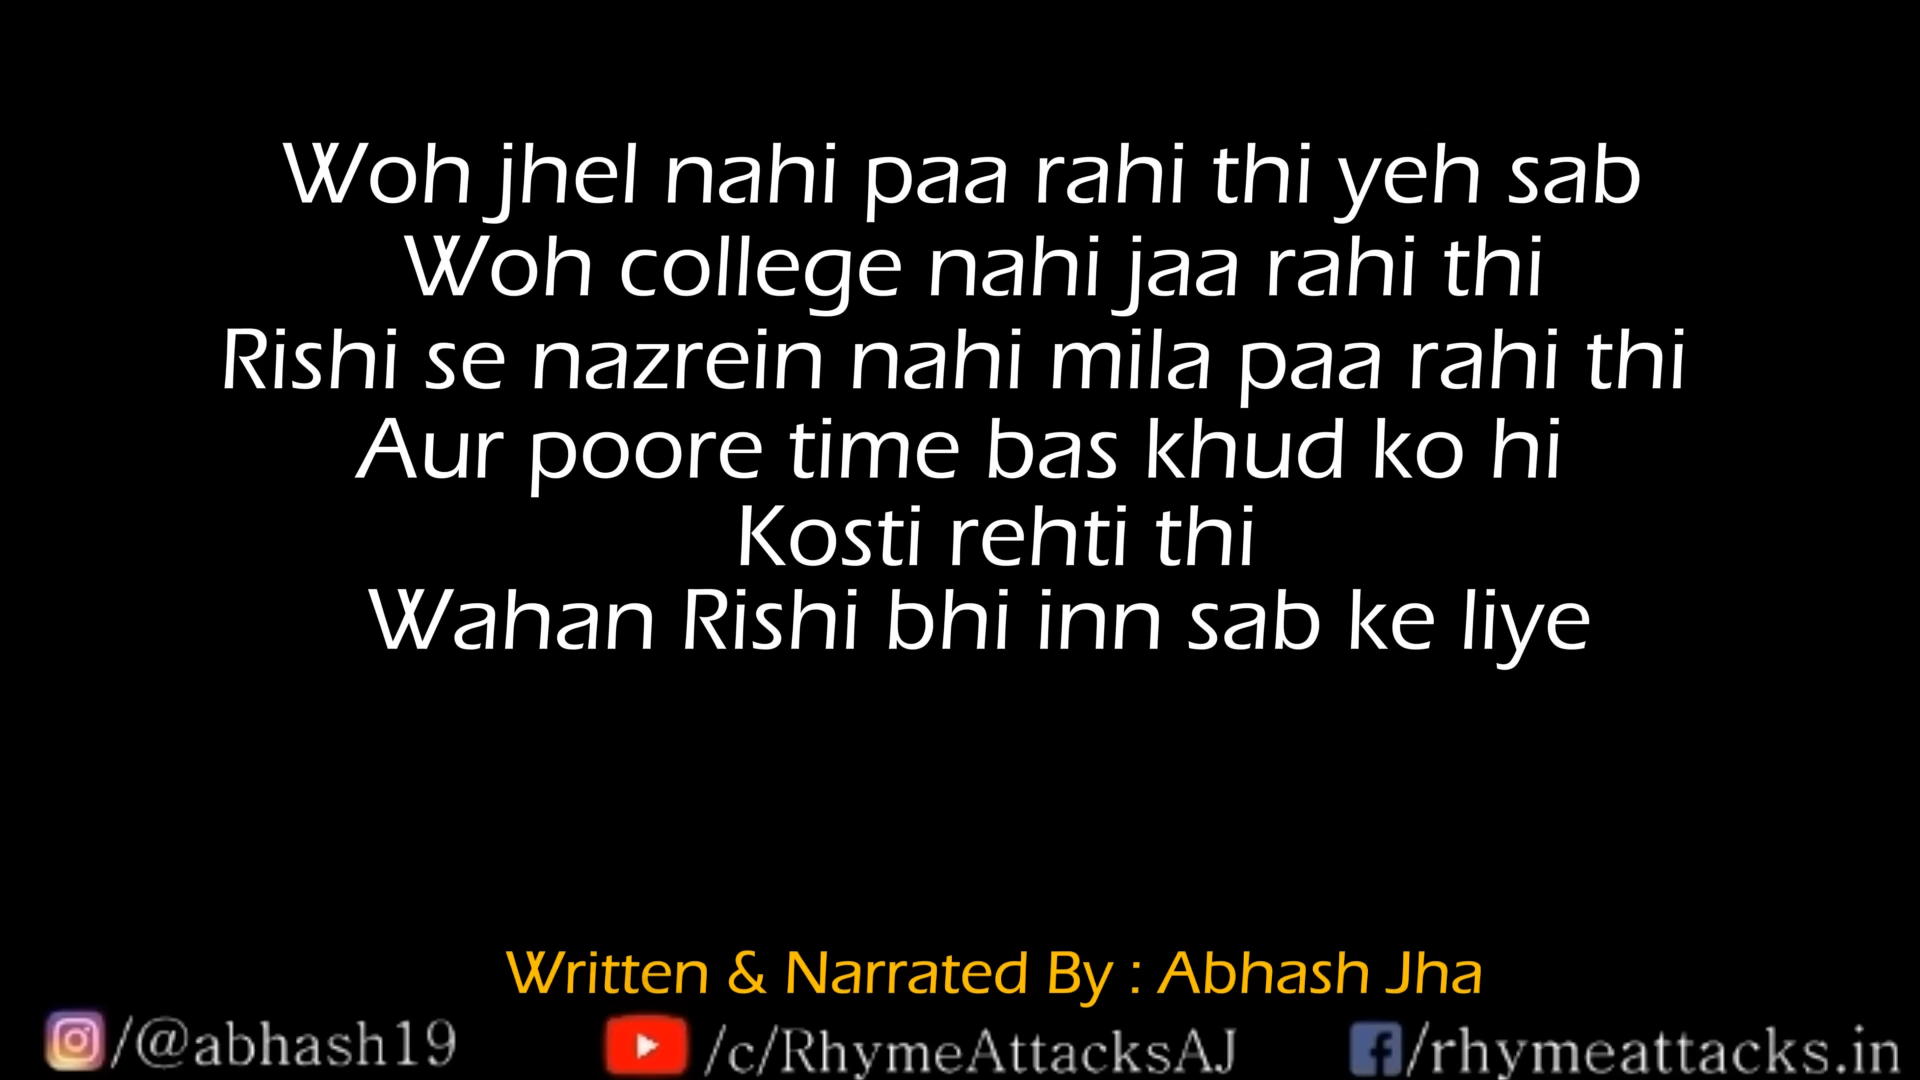 Woh jhel nahi paa rahi thi yeh sab
Woh college nahi jaa rahi thi
Rishi se nazrein nahi mila paa rahi thi
Aur poore time bas khud ko hi
Kosti rehti thi
Wahan Rishi bhi inn sab ke liye
Written & Narrated By : Abhash Jha
/@abhash19 /c/RhymeAttacksAJ /rhymeattacks.in